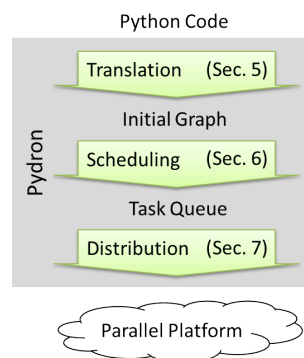 Python Code
Pydron
Translation (Sec. 5)
Initial Graph
Scheduling (Sec. 6)
Task Queue
Distribution (Sec. 7)
Parallel Platform